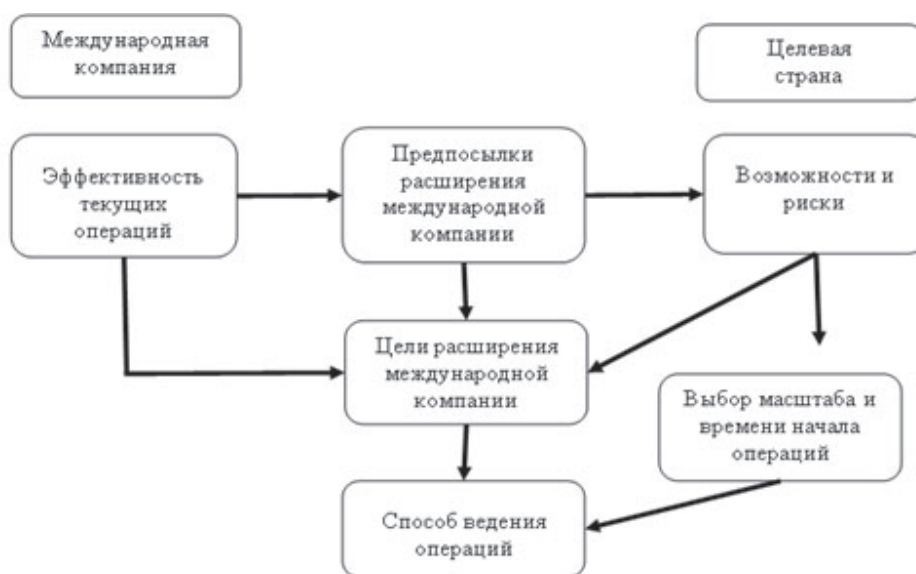 Международная
компания
Целевая
страна
Эффективность
текущих
операций
Предпосылки
расширения
международной
компании
Возможности и
риски
Цели расширения
международной
компании
Выбор масштаба и
времени начала
операций
Способ ведения
операций